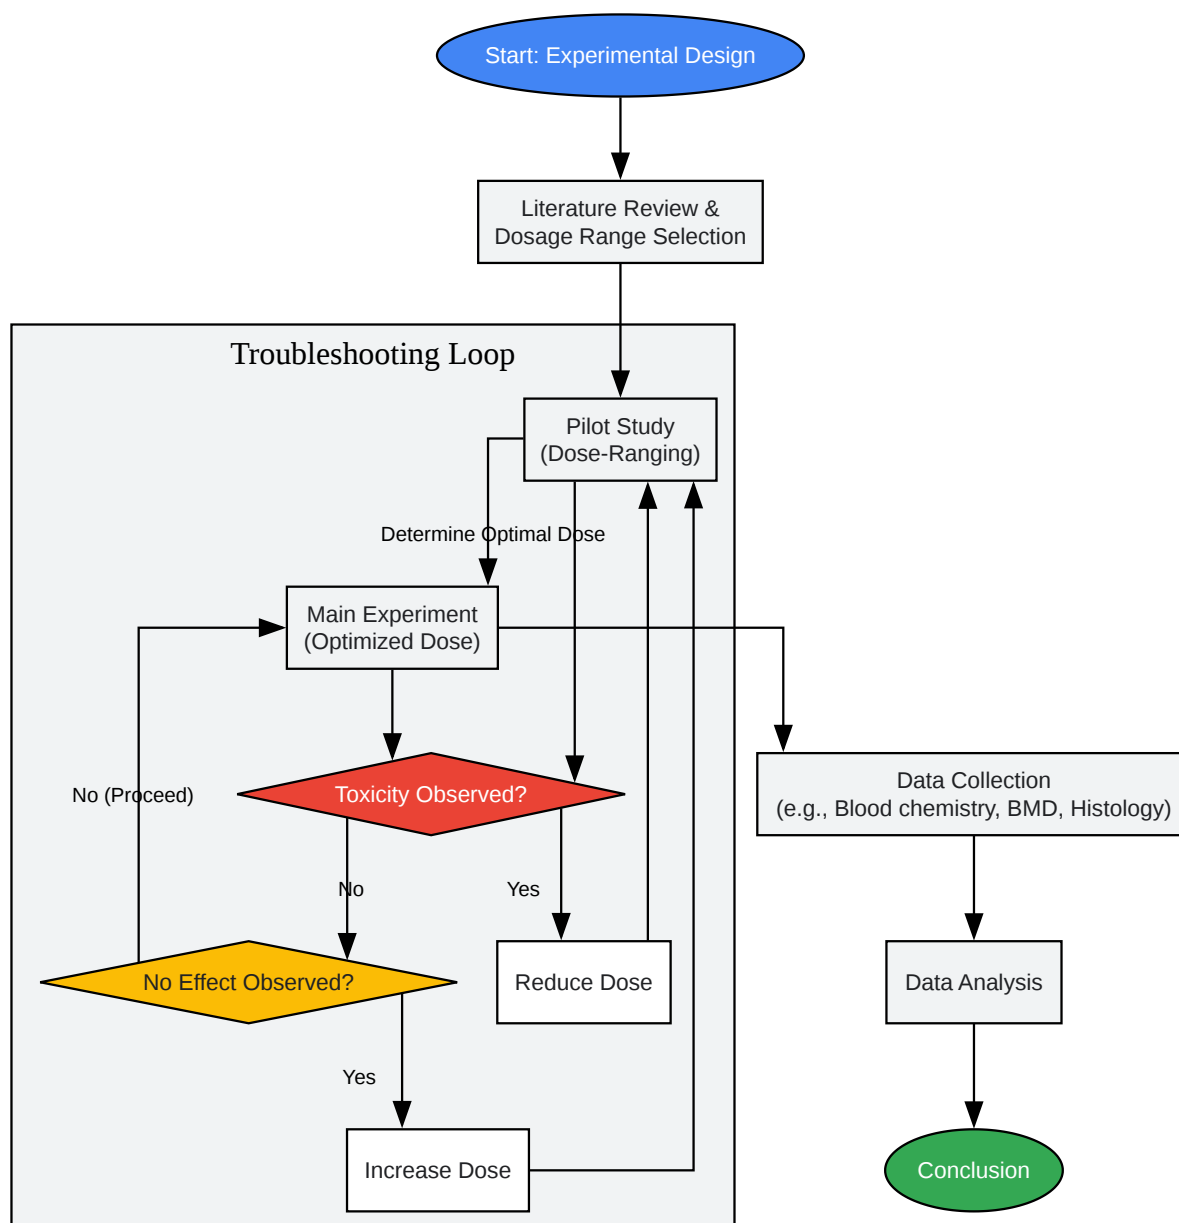 Start: Experimental Design
Literature Review &
Dosage Range Selection
Troubleshooting Loop
Pilot Study
(Dose-Ranging)
Determine Optimal Dose
Main Experiment
(Optimized Dose)
Toxicity Observed?
No (Proceed)
Data Collection
(e.g., Blood chemistry, BMD, Histology)
No
Yes
No Effect Observed?
Reduce Dose
Data Analysis
Yes
Increase Dose
Conclusion